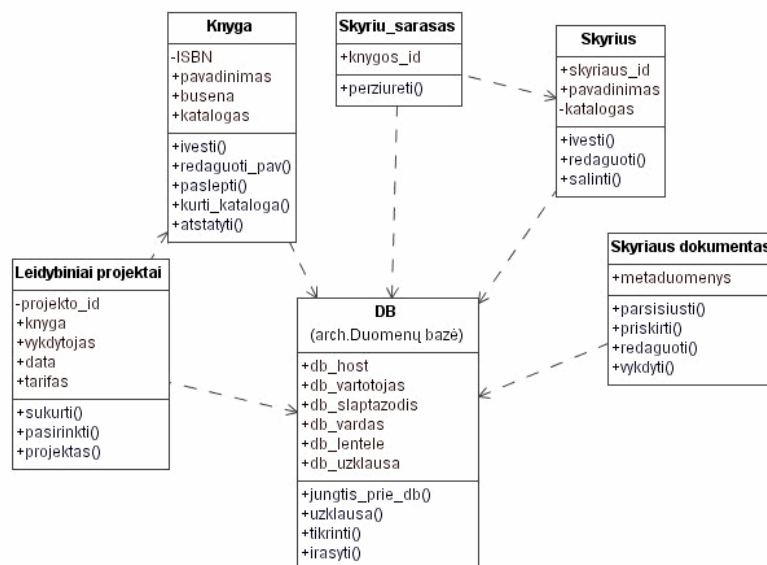 Knyga
-ISBN
+pavadinimas
+busena
+katalogas
+ivesti()
+redaguoti_pav()
+paslepti()
+kurti_kataloga()
+atstatyti()
Skyriu_sarasas
+knygos_id
+perziureti()
Skyrius
+skyriaus_id
+pavadinimas
-katalogas
+ivesti()
+redaguoti()
+salinti()
Leidybiniai projektai
-projekto_id
+knyga
+vykdytojas
+data
+tarifas
+sukurti()
+pasirinkti()
+projektas()
DB
(arch.Duomenų bazė)
+db_host
+db_vartotojas
+db_slaptazodis
+db_vardas
+db_lentele
+db_uzklausa
+jungtis_prie_db()
+uzklausa()
+tikrinti()
+irasyti()
Skyriaus dokumentas
+metaduomenys
+parsisiusti()
+priskirti()
+redaguoti()
+vykdyti()